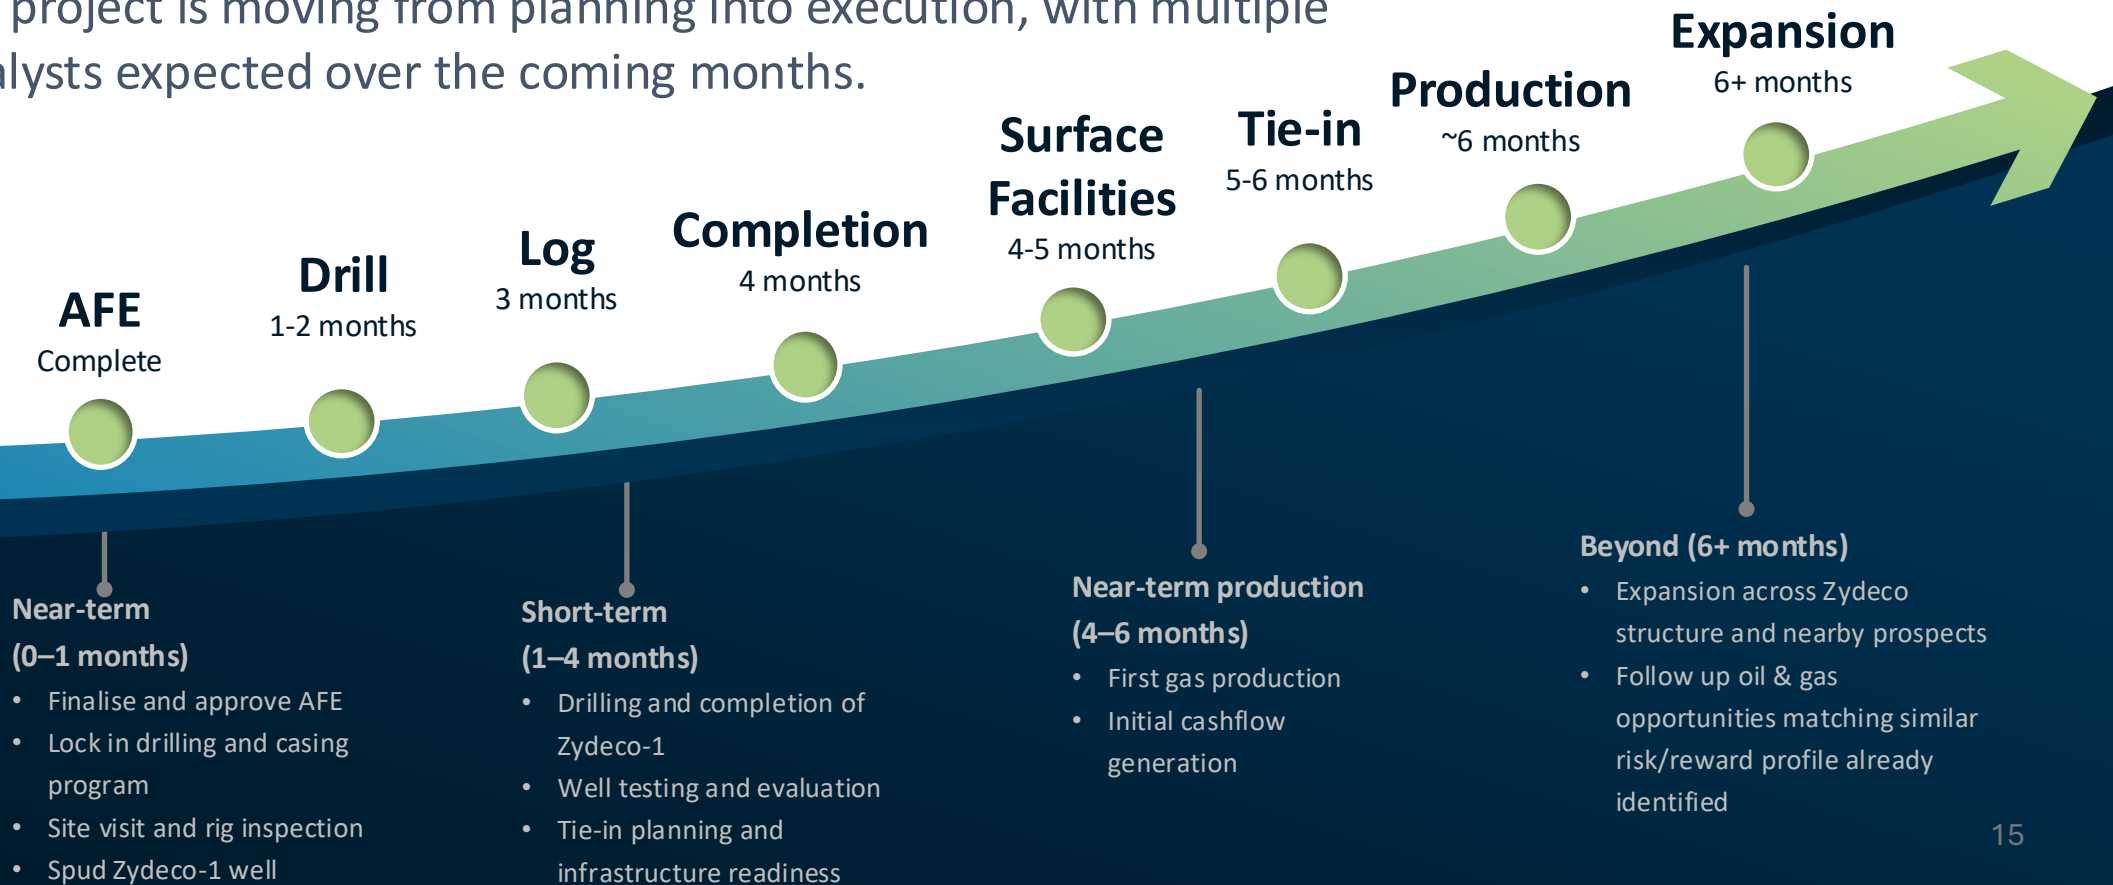 project is moving from planning into execution, with multiple
alysts expected over the coming months.
AFE
Complete
Drill
1-2 months
Log
3 months
Completion
4 months
Surface
Facilities
4-5 months
Tie-in
5-6 months
Production
~6 months
Expansion
6+ months
Near-term
(0–1 months)
• Finalise and approve AFE
• Lock in drilling and casing
program
• Site visit and rig inspection
• Spud Zydeco-1 well
Short-term
(1–4 months)
• Drilling and completion of
Zydeco-1
• Well testing and evaluation
• Tie-in planning and
infrastructure readiness
Near-term production
(4–6 months)
• First gas production
• Initial cashflow
generation
Beyond (6+ months)
• Expansion across Zydeco
structure and nearby prospects
• Follow up oil & gas
opportunities matching similar
risk/reward profile already
identified
15